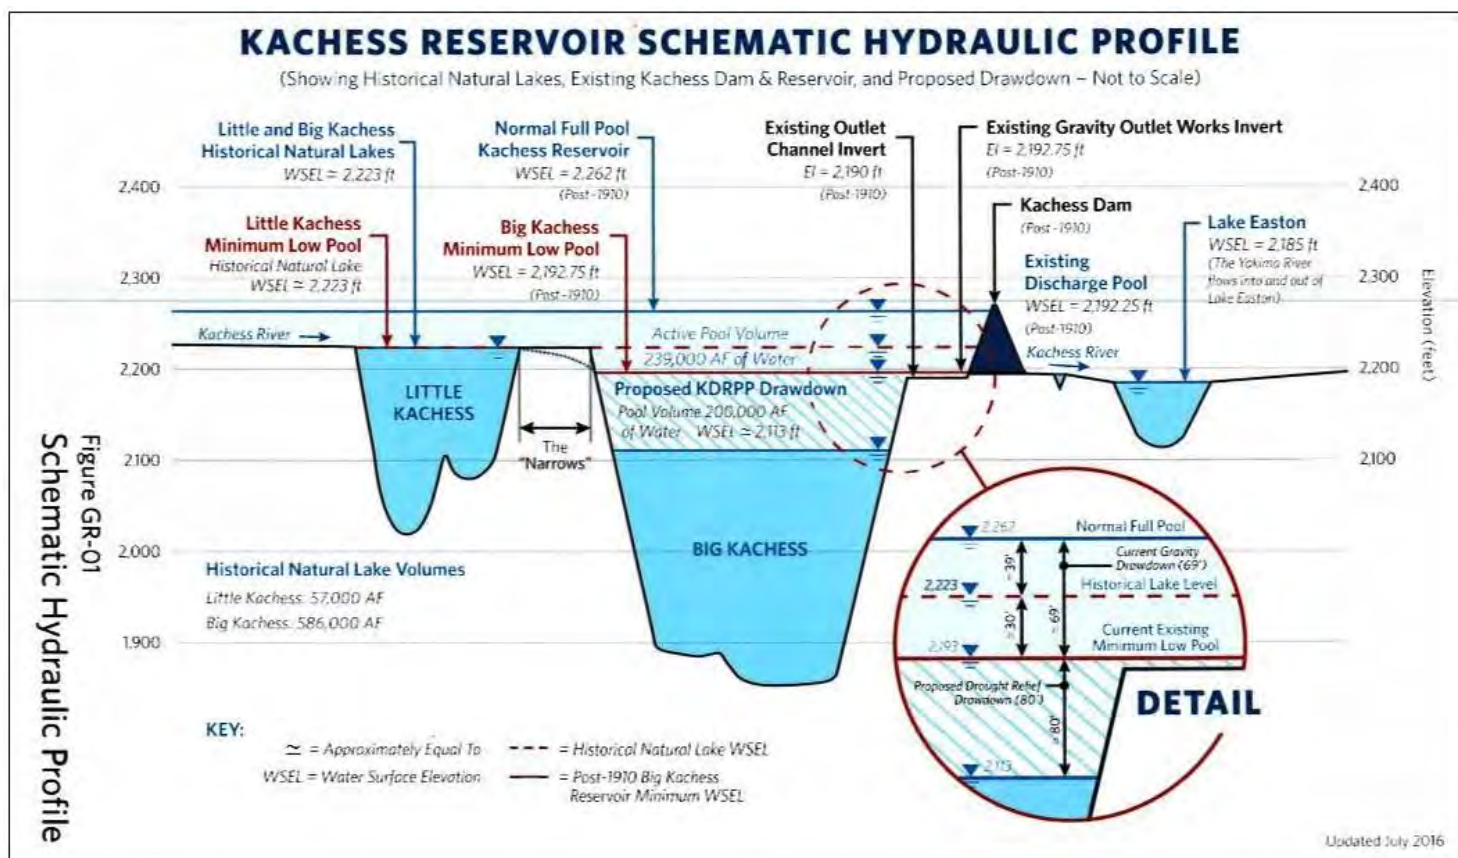 KACHESS RESERVOIR SCHEMATIC HYDRAULIC PROFILE
(Showing Historical Natural Lakes, Existing Kachess Dam & Reservoir, and Proposed Drawdown – Not to Scale)
Little and Big Kachess
Historical Natural Lakes
WSEL ≃ 2,223 ft
Normal Full Pool
Kachess Reservoir
WSEL = 2,262 ft
(Post-1910)
Existing Outlet
Channel Invert
El = 2,190 ft
(Post-1910)
Existing Gravity Outlet Works Invert
El = 2,192.75 ft
(Post-1910)
2,400
2,400
Little Kachess
Minimum Low Pool
Historical Natural Lake
WSEL ≃ 2,223 ft
Big Kachess
Minimum Low Pool
WSEL = 2,192.75 ft
(Post-1910)
Kachess Dam
(Post-1910)
Existing
Discharge Pool
WSEL = 2,192.25 ft
(Post-1910)
Lake Easton
WSEL = 2,185 ft
(The Yakima River
flows into and out of
Lake Easton)
2,300
2,300
Elevation (feet)
Kachess River
Active Pool Volume
239,000 AF of Water
Kachess River
2,200
2,200
LITTLE
KACHESS
Proposed KDRPP Drawdown
Pool Volume 200,000 AF
of Water WSEL ≃ 2,113 ft
The
"Narrows"
2,100
2,100
BIG KACHESS
2,000
1,900
Historical Natural Lake Volumes
Little Kachess: 57,000 AF
Big Kachess: 586,000 AF
2,262
Normal Full Pool
Current Gravity
Drawdown (69')
≃39'
2,223
Historical Lake Level
≃30'
≃69'
Current Existing
Minimum Low Pool
2,193
Proposed Drought Relief
Drawdown (80')
≃80'
2,113
DETAIL
KEY:
≃ = Approximately Equal To
WSEL = Water Surface Elevation
= Historical Natural Lake WSEL
= Post-1910 Big Kachess
Reservoir Minimum WSEL
Figure GR-01
Schematic Hydraulic Profile
Updated July 2016